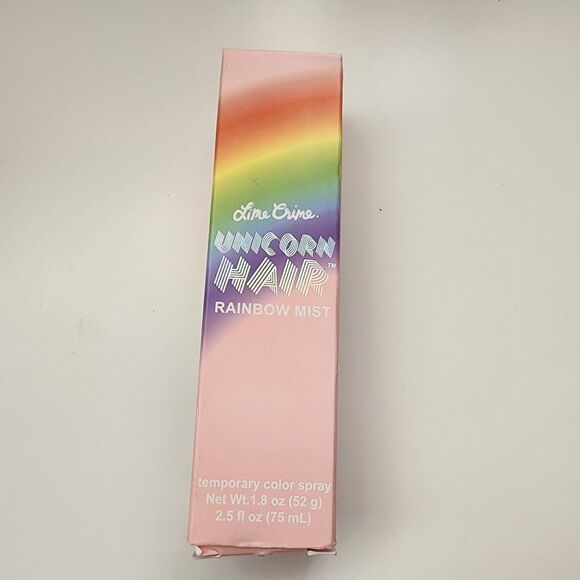 Lime Crime.
UNICORN
HAIR™
RAINBOW MIST
temporary color spray
Net Wt.1.8 oz (52 g)
2.5 fl oz (75 mL)